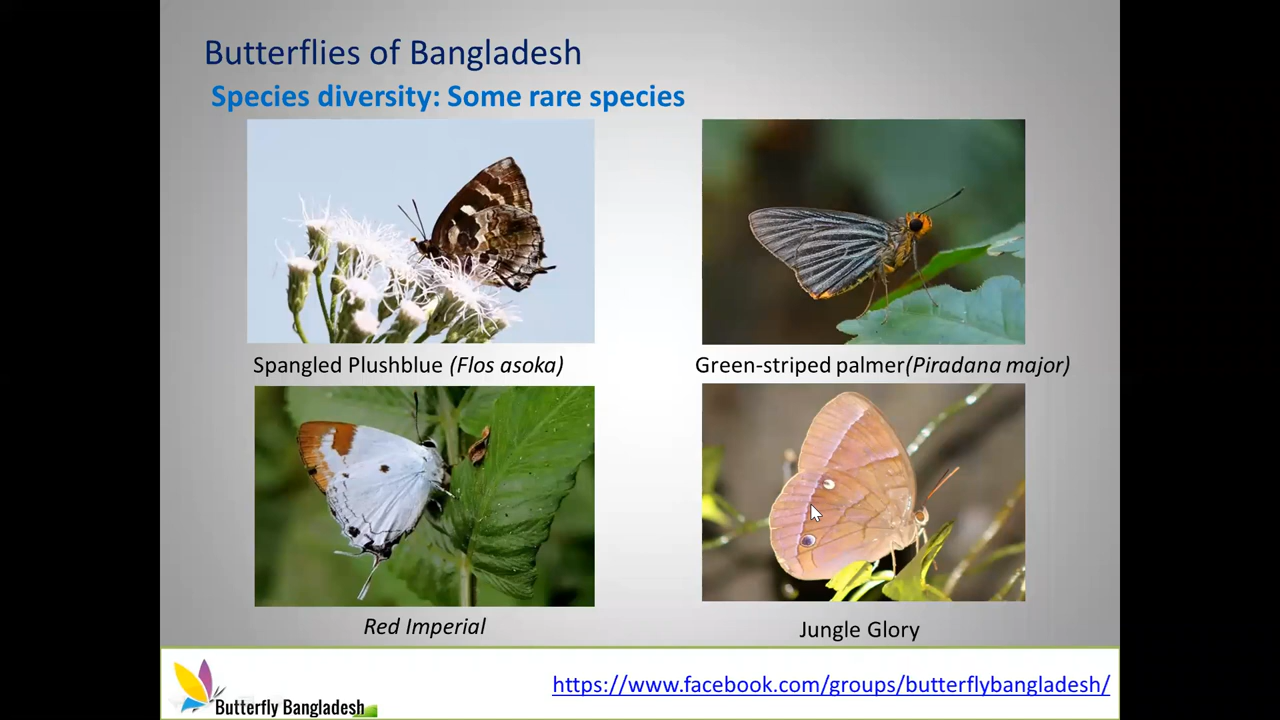 Butterflies of Bangladesh
Species diversity: Some rare species
Spangled Plushblue (Flos asoka)
Green-striped palmer(Piradana major)
Red Imperial
Jungle Glory
Butterfly Bangladesh
https://www.facebook.com/groups/butterflybangladesh/